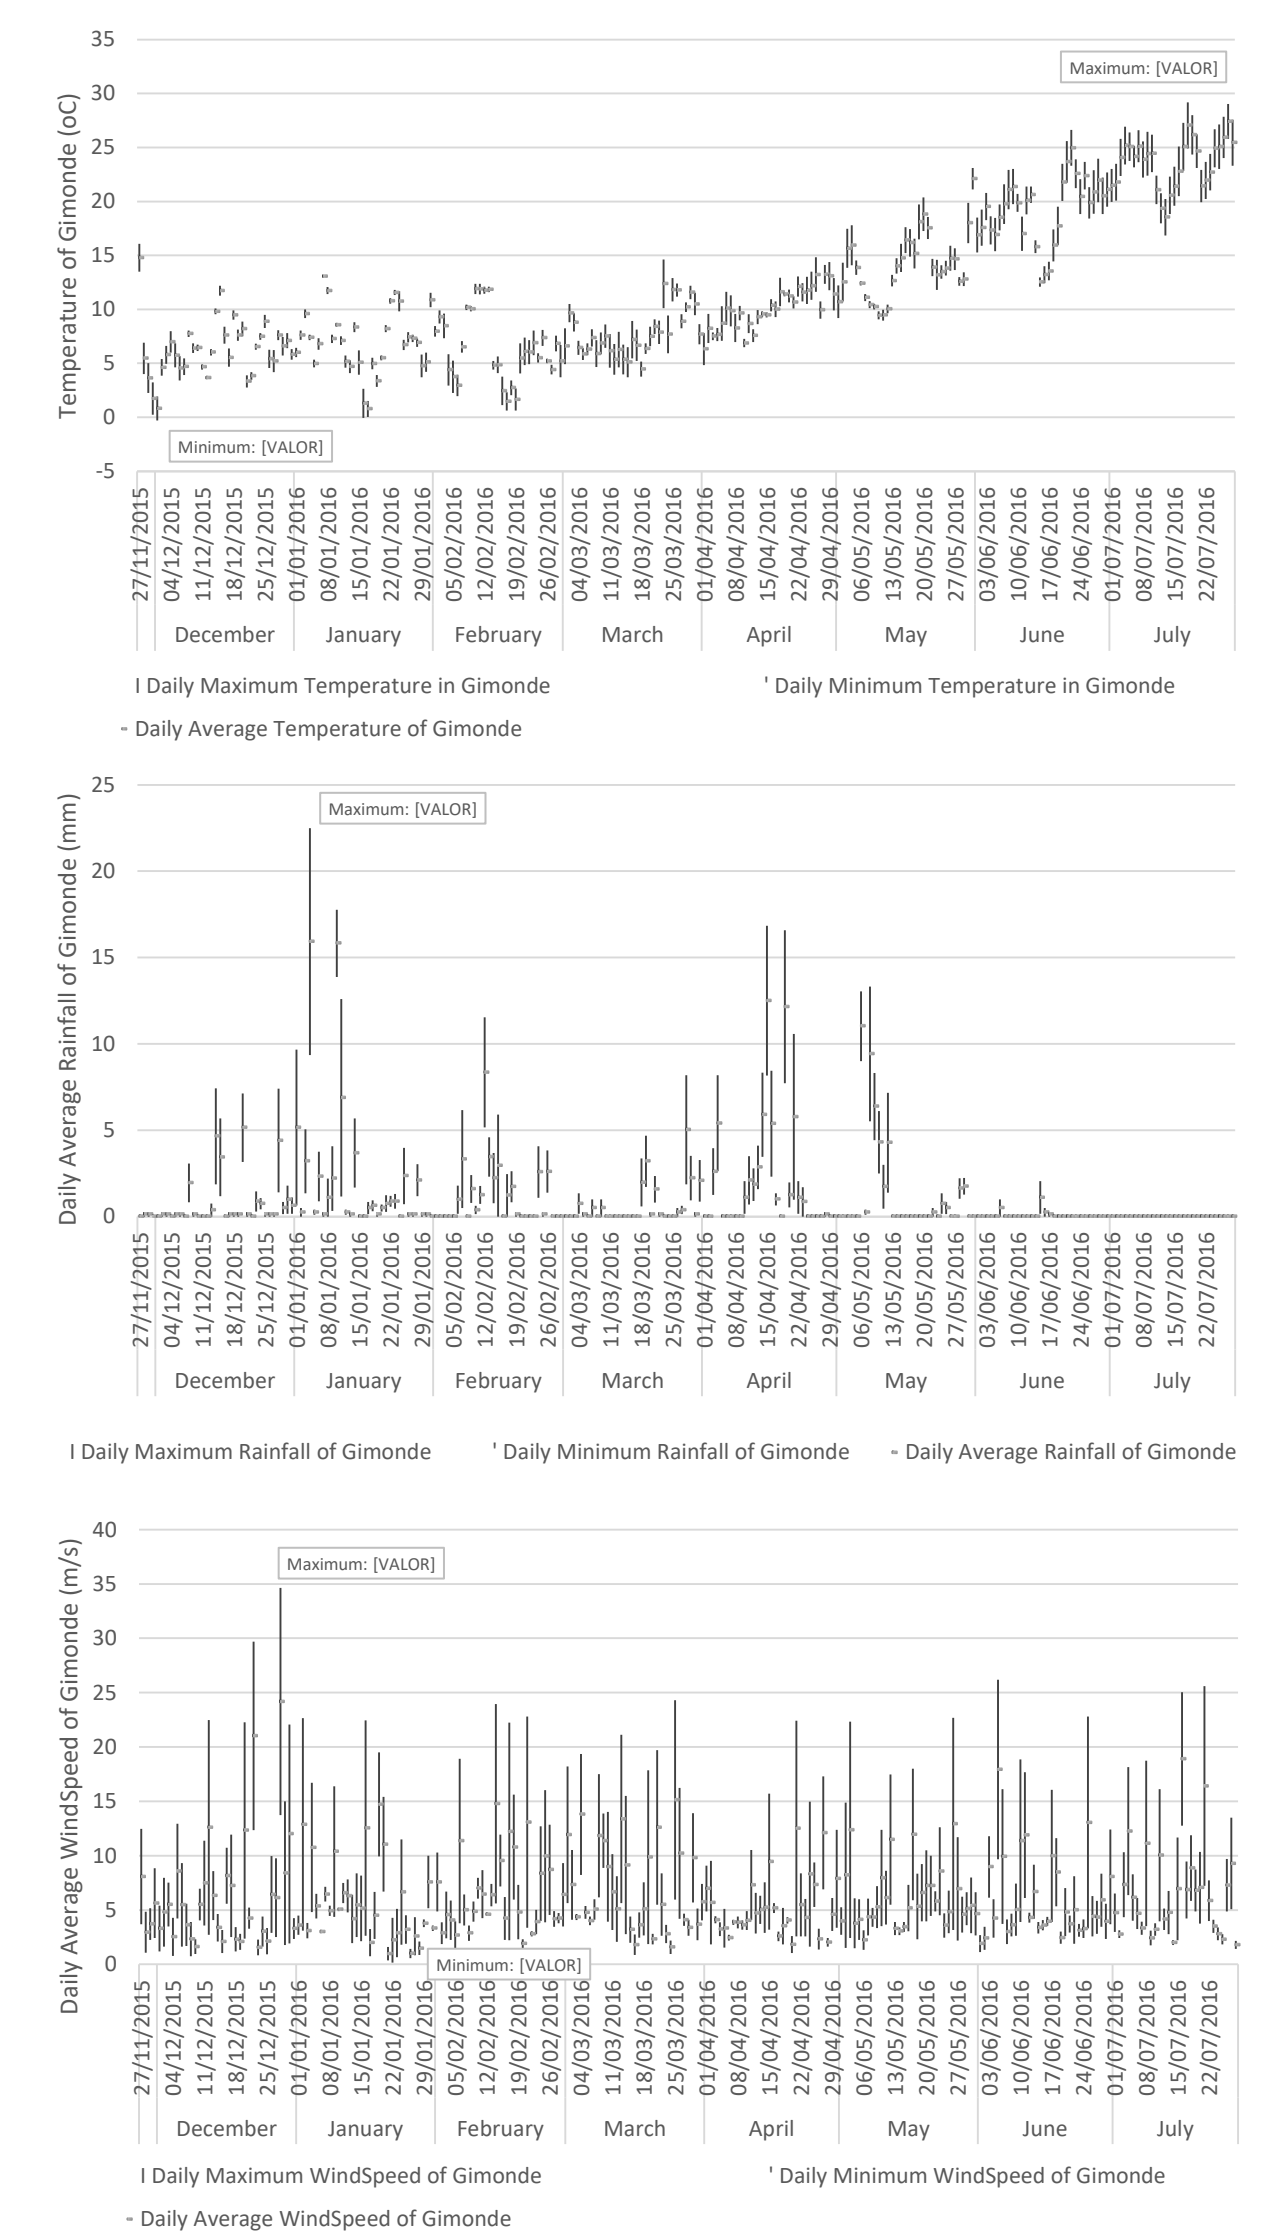 35
Maximum: [VALOR]
30
25
20
15
10
5
0
Minimum: [VALOR]
-5
Temperature of Gimonde (oC)
27/11/2015 04/12/2015 11/12/2015 18/12/2015 25/12/2015 01/01/2016 08/01/2016 15/01/2016 22/01/2016 29/01/2016 05/02/2016 12/02/2016 19/02/2016 26/02/2016 04/03/2016 11/03/2016 18/03/2016 25/03/2016 01/04/2016 08/04/2016 15/04/2016 22/04/2016 29/04/2016 06/05/2016 13/05/2016 20/05/2016 27/05/2016 03/06/2016 10/06/2016 17/06/2016 24/06/2016 01/07/2016 08/07/2016 15/07/2016 22/07/2016
December January February March April May June July
I Daily Maximum Temperature in Gimonde ' Daily Minimum Temperature in Gimonde
- Daily Average Temperature of Gimonde
25
Maximum: [VALOR]
20
15
10
5
0
Daily Average Rainfall of Gimonde (mm)
27/11/2015 04/12/2015 11/12/2015 18/12/2015 25/12/2015 01/01/2016 08/01/2016 15/01/2016 22/01/2016 29/01/2016 05/02/2016 12/02/2016 19/02/2016 26/02/2016 04/03/2016 11/03/2016 18/03/2016 25/03/2016 01/04/2016 08/04/2016 15/04/2016 22/04/2016 29/04/2016 06/05/2016 13/05/2016 20/05/2016 27/05/2016 03/06/2016 10/06/2016 17/06/2016 24/06/2016 01/07/2016 08/07/2016 15/07/2016 22/07/2016
December January February March April May June July
I Daily Maximum Rainfall of Gimonde ' Daily Minimum Rainfall of Gimonde - Daily Average Rainfall of Gimonde
40
Maximum: [VALOR]
35
30
25
20
15
10
5
0
Minimum: [VALOR]
Daily Average WindSpeed of Gimonde (m/s)
27/11/2015 04/12/2015 11/12/2015 18/12/2015 25/12/2015 01/01/2016 08/01/2016 15/01/2016 22/01/2016 29/01/2016 05/02/2016 12/02/2016 19/02/2016 26/02/2016 04/03/2016 11/03/2016 18/03/2016 25/03/2016 01/04/2016 08/04/2016 15/04/2016 22/04/2016 29/04/2016 06/05/2016 13/05/2016 20/05/2016 27/05/2016 03/06/2016 10/06/2016 17/06/2016 24/06/2016 01/07/2016 08/07/2016 15/07/2016 22/07/2016
December January February March April May June July
I Daily Maximum WindSpeed of Gimonde ' Daily Minimum WindSpeed of Gimonde
- Daily Average WindSpeed of Gimonde